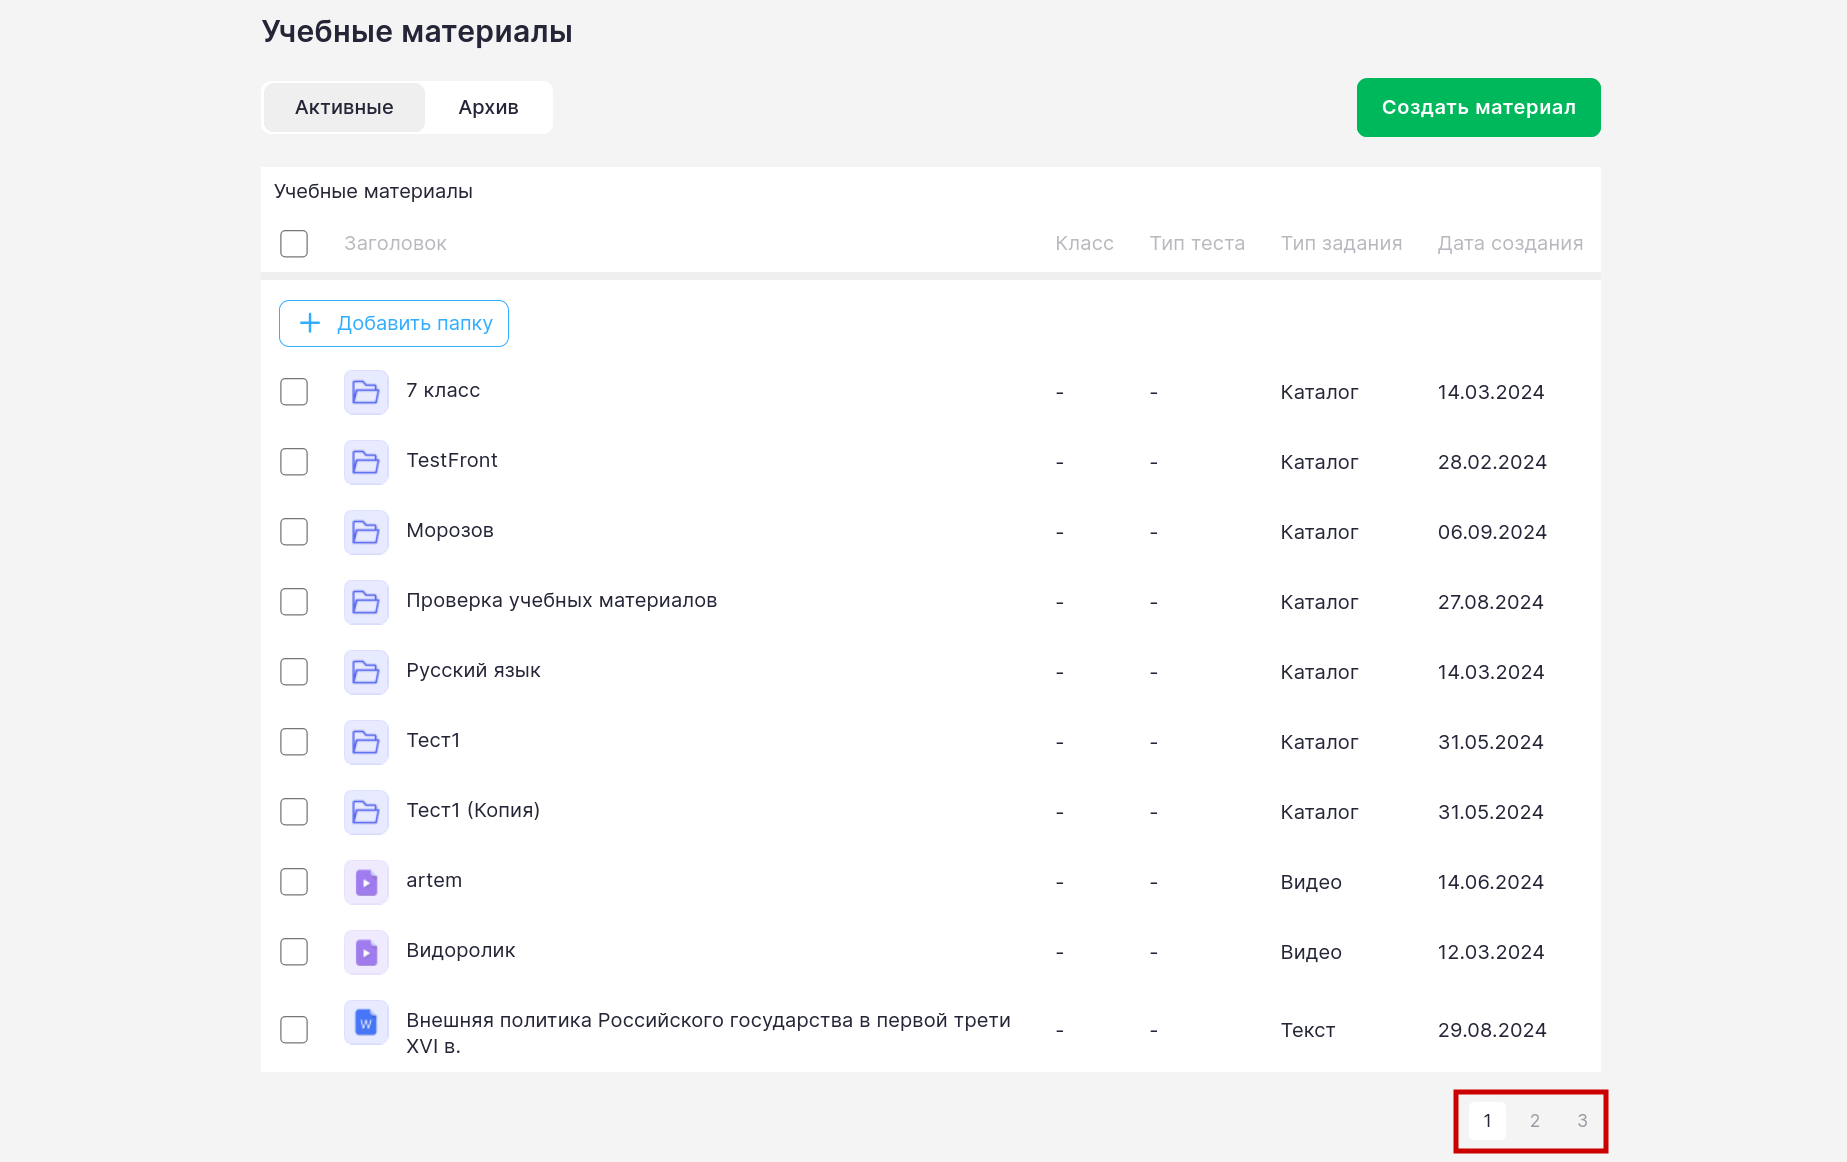 Учебные материалы
Активные Архив Создать материал
Учебные материалы
Заголовок Класс Тип теста Тип задания Дата создания
+ Добавить папку
7 класс - - Каталог 14.03.2024
TestFront - - Каталог 28.02.2024
Морозов - - Каталог 06.09.2024
Проверка учебных материалов - - Каталог 27.08.2024
Русский язык - - Каталог 14.03.2024
Тест1 - - Каталог 31.05.2024
Тест1 (Копия) - - Каталог 31.05.2024
artem - - Видео 14.06.2024
Видоролик - - Видео 12.03.2024
W Внешняя политика Российского государства в первой трети - - Текст 29.08.2024
XVI в.
1 2 3